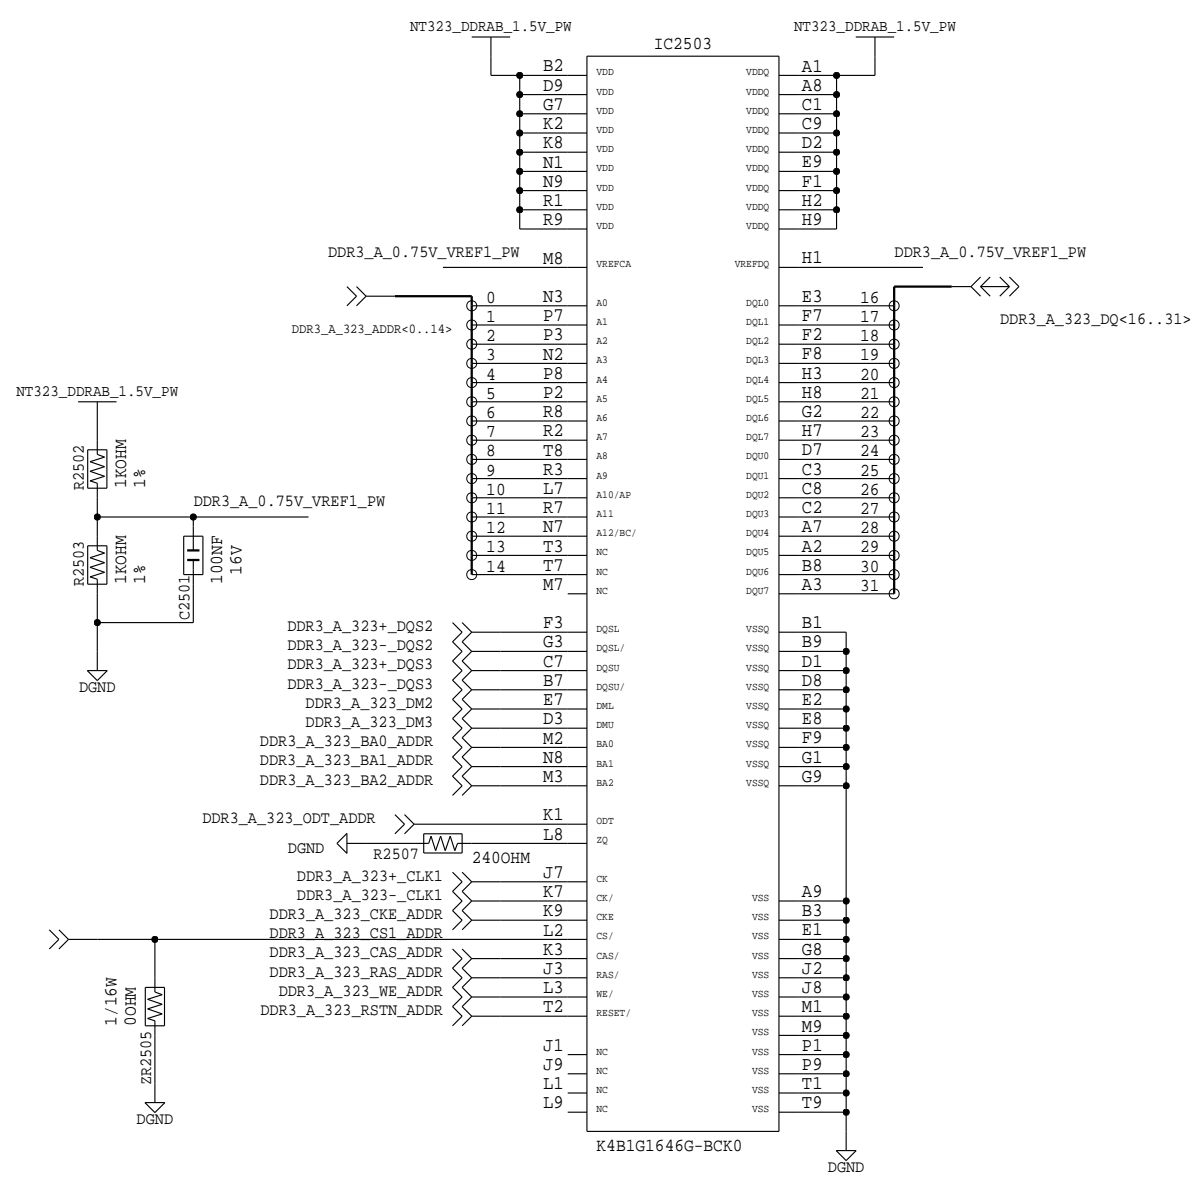 NT323_DDRAB_1.5V_PW NT323_DDRAB_1.5V_PW
IC2503
B2 VDD VDDQ A1
D9 VDD VDDQ A8
G7 VDD VDDQ C1
K2 VDD VDDQ C9
K8 VDD VDDQ D2
N1 VDD VDDQ E9
N9 VDD VDDQ F1
R1 VDD VDDQ H2
R9 VDD VDDQ H9
DDR3_A_0.75V_VREF1_PW M8 VREFCA VREFDQ H1 DDR3_A_0.75V_VREF1_PW
0 N3 A0 DQL0 E3 16
DDR3_A_323_ADDR<0..14> 1 P7 A1 DQL1 F7 17 DDR3_A_323_DQ<16..31>
2 P3 A2 DQL2 F2 18
3 N2 A3 DQL3 F8 19
4 P8 A4 DQL4 H3 20
5 P2 A5 DQL5 H8 21
6 R8 A6 DQL6 G2 22
7 R2 A7 DQL7 H7 23
8 T8 A8 DQU0 D7 24
9 R3 A9 DQU1 C3 25
10 L7 A10/AP DQU2 C8 26
11 R7 A11 DQU3 C2 27
12 N7 A12/BC/ DQU4 A7 28
13 T3 NC DQU5 A2 29
14 T7 NC DQU6 B8 30
M7 NC DQU7 A3 31
NT323_DDRAB_1.5V_PW
R2502
1KOHM
1%
DDR3_A_0.75V_VREF1_PW
R2503
1KOHM
1%
C2501
100NF
16V
DGND
DDR3_A_323+_DQS2 F3 DQSL VSSQ B1
DDR3_A_323-_DQS2 G3 DQSL/ VSSQ B9
DDR3_A_323+_DQS3 C7 DQSU VSSQ D1
DDR3_A_323-_DQS3 B7 DQSU/ VSSQ D8
DDR3_A_323_DM2 E7 DML VSSQ E2
DDR3_A_323_DM3 D3 DMU VSSQ E8
DDR3_A_323_BA0_ADDR M2 BA0 VSSQ F9
DDR3_A_323_BA1_ADDR N8 BA1 VSSQ G1
DDR3_A_323_BA2_ADDR M3 BA2 VSSQ G9
DDR3_A_323_ODT_ADDR K1 ODT
DGND R2507 240OHM L8 ZQ
DDR3_A_323+_CLK1 J7 CK
DDR3_A_323-_CLK1 K7 CK/ VSS A9
DDR3_A_323_CKE_ADDR K9 CKE VSS B3
DDR3_A_323_CS1_ADDR L2 CS/ VSS E1
DDR3_A_323_CAS_ADDR K3 CAS/ VSS G8
DDR3_A_323_RAS_ADDR J3 RAS/ VSS J2
DDR3_A_323_WE_ADDR L3 WE/ VSS J8
DDR3_A_323_RSTN_ADDR T2 RESET/ VSS M1
VSS M9
J1 NC VSS P1
J9 NC VSS P9
L1 NC VSS T1
L9 NC VSS T9
1/16W
0OHM
ZR2505
DGND
K4B1G1646G-BCK0
DGND